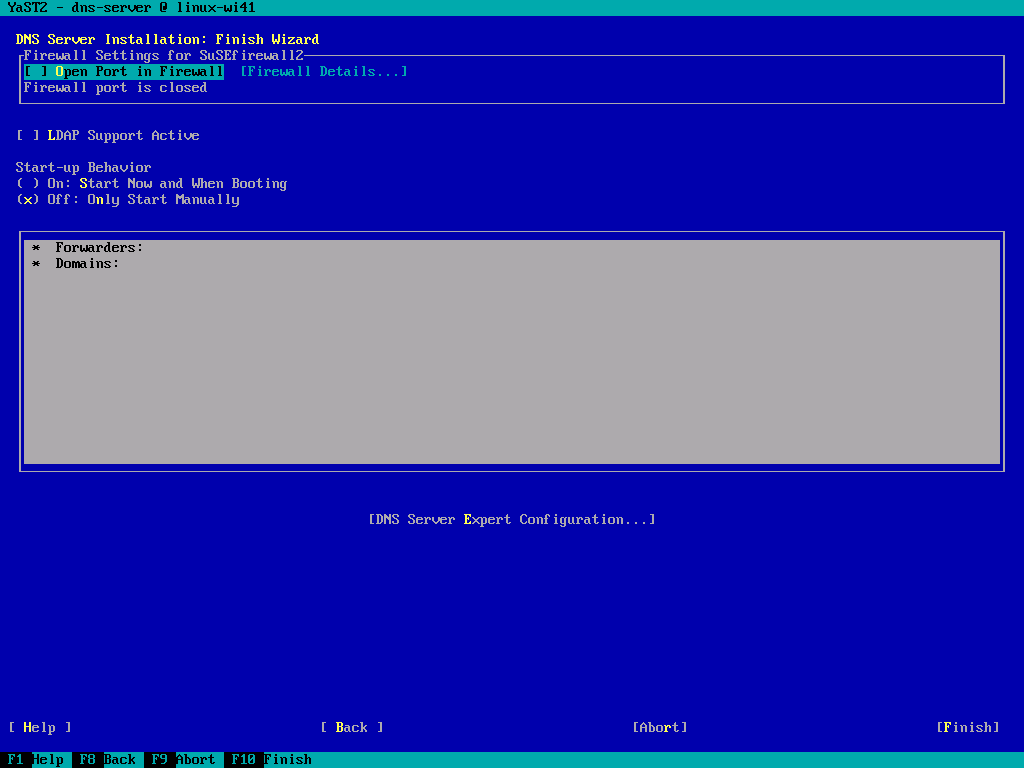 YaST2 - dns-server @ linux-wi41
DNS Server Installation: Finish Wizard
Firewall Settings for SuSEfirewall2
[ ] Open Port in Firewall [Firewall Details...]
Firewall port is closed
[ ] LDAP Support Active
Start-up Behavior
( ) On: Start Now and When Booting
(x) Off: Only Start Manually
* Forwarders:
* Domains:
[DNS Server Expert Configuration...]
[ Help ] [ Back ] [Abort] [Finish]
F1 Help F8 Back F9 Abort F10 Finish